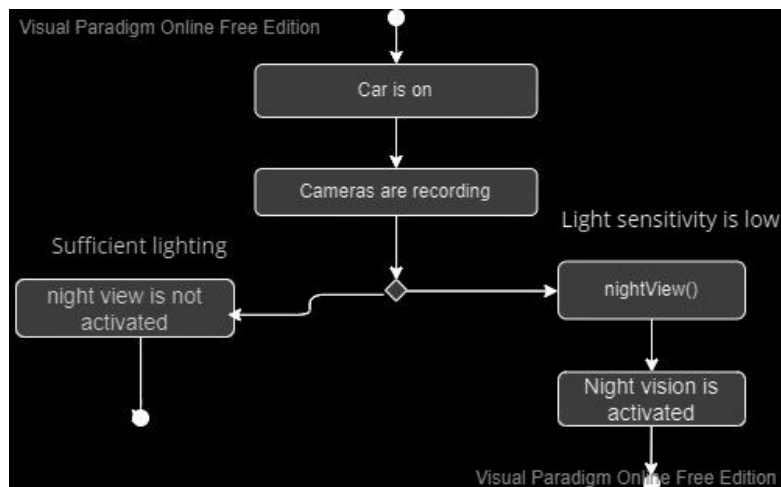 Visual Paradigm Online Free Edition
Car is on
Cameras are recording
Light sensitivity is low
Sufficient lighting
nightView()
night view is not
activated
Night vision is
activated
Visual Paradigm Online Free Edition